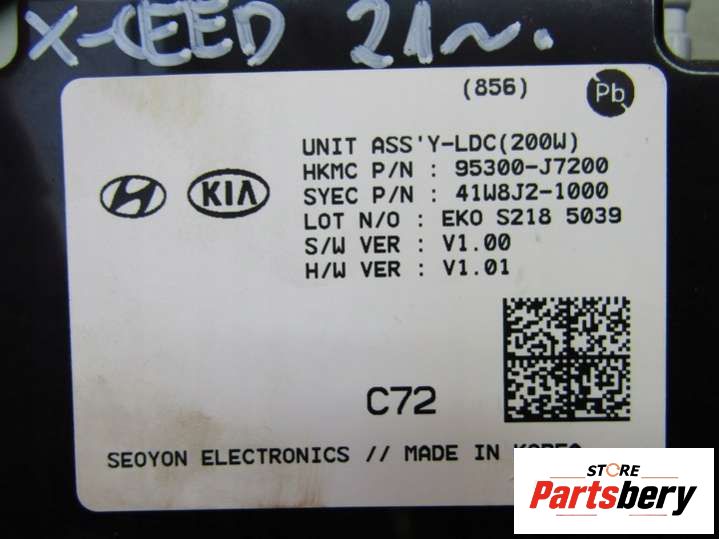 X-CEED 21~.
(856) Pb
KIA
UNIT ASS'Y-LDC(200W)
HKMC P/N : 95300-J7200
SYEC P/N : 41W8J2-1000
LOT N/O : EKO S218 5039
S/W VER : V1.00
H/W VER : V1.01
C72
SEOYON ELECTRONICS // MADE IN KOREA
STORE
Partsbery